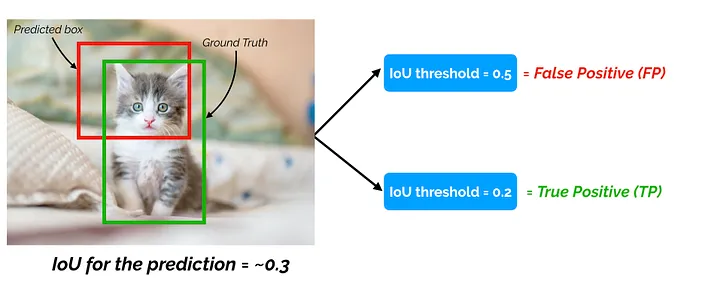 Predicted box
Ground Truth
IoU threshold = 0.5 = False Positive (FP)
IoU threshold = 0.2 = True Positive (TP)
IoU for the prediction = ~0.3